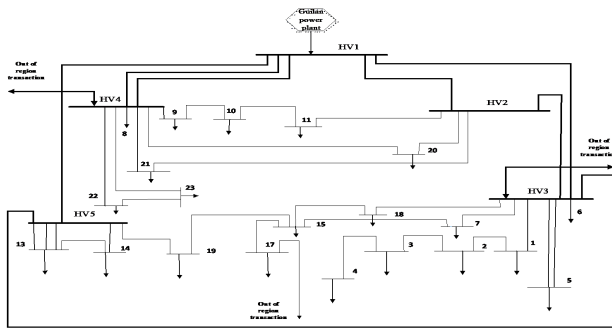 Guilan
power
plant
HV1
Out of
region
transaction
HV4
9
10
11
8
HV2
20
21
Out of
region
transaction
22
23
HV3
6
HV5
18
15
7
13
14
19
17
3
2
1
4
5
Out of
region
transaction